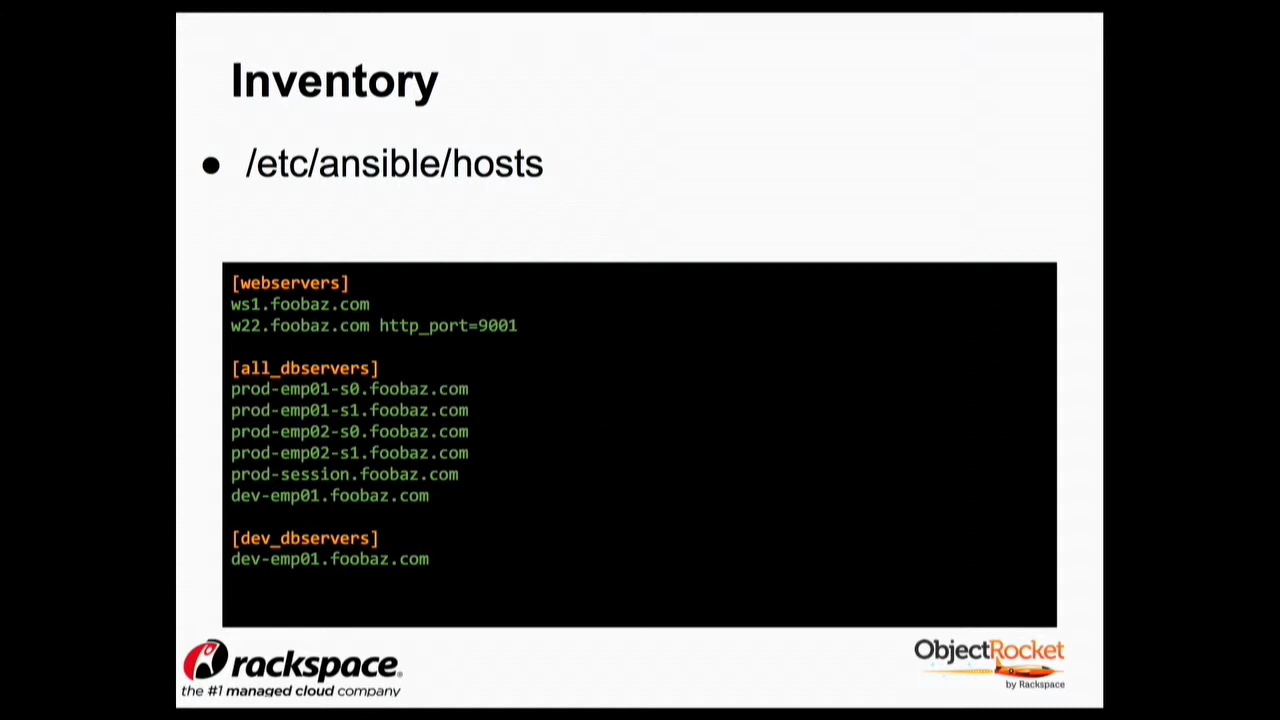 Inventory
● /etc/ansible/hosts
[webservers]
ws1.foobaz.com
w22.foobaz.com http_port=9001
[all_dbservers]
prod-emp01-s0.foobaz.com
prod-emp01-s1.foobaz.com
prod-emp02-s0.foobaz.com
prod-emp02-s1.foobaz.com
prod-session.foobaz.com
dev-emp01.foobaz.com
[dev_dbservers]
dev-emp01.foobaz.com
rackspace®
the #1 managed cloud company
ObjectRocket
by Rackspace